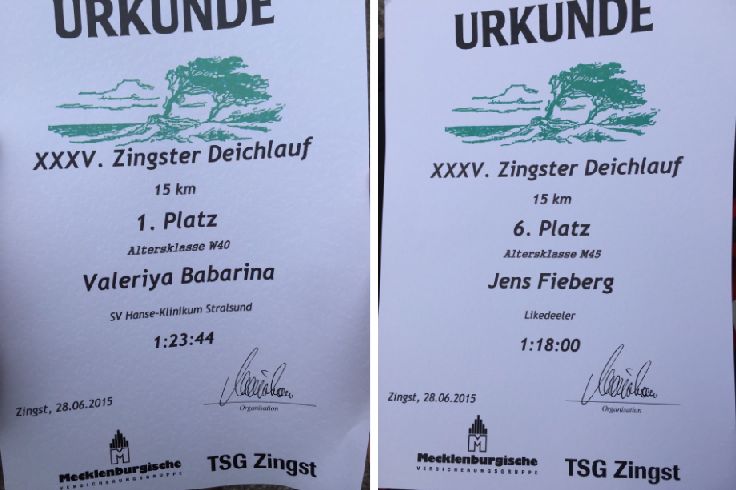 URKUNDE
XXXV. Zingster Deichlauf
15 km
1. Platz
Altersklasse W40
Valeriya Babarina
SV Hanse-Klinikum Stralsund
1:23:44
Zingst, 28.06.2015
Organisation
M
Mecklenburgische
VERSICHERUNGSGRUPPE
TSG Zingst
URKUNDE
XXXV. Zingster Deichlauf
15 km
6. Platz
Altersklasse M45
Jens Fieberg
Likedeeler
1:18:00
Zingst, 28.06.2015
Organisation
M
Mecklenburgische
VERSICHERUNGSGRUPPE
TSG Zingst